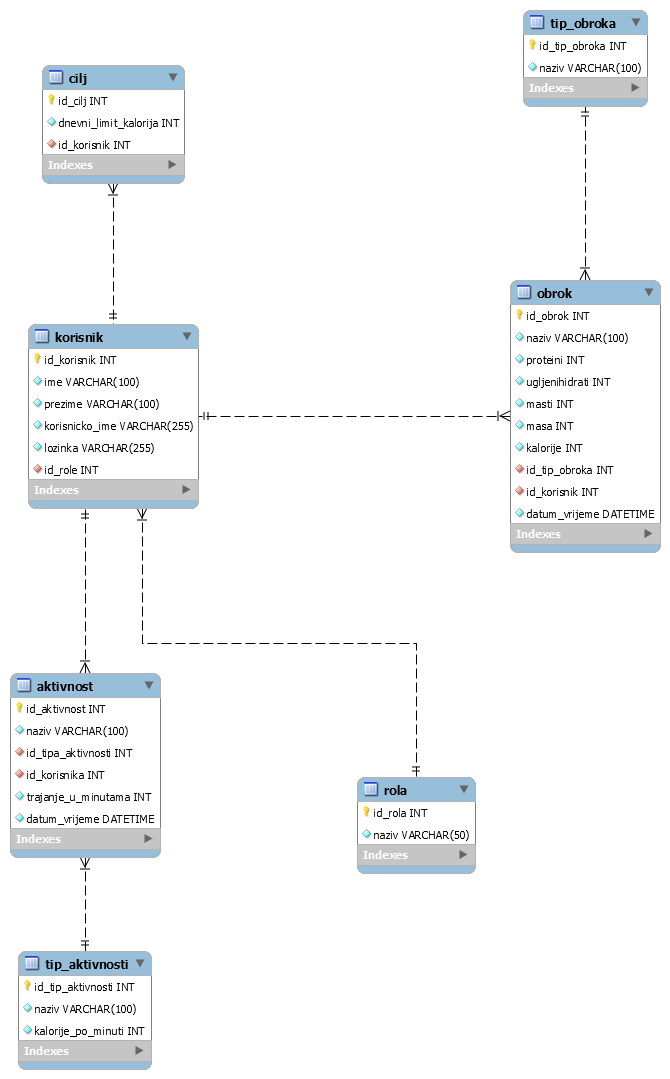 tip_obroka
id_tip_obroka INT
naziv VARCHAR(100)
Indexes
cilj
id_cilj INT
dnevni_limit_kalorija INT
id_korisnik INT
Indexes
obrok
id_obrok INT
naziv VARCHAR(100)
proteini INT
ugljenihidrati INT
masti INT
masa INT
kalorije INT
id_tip_obroka INT
id_korisnik INT
datum_vrijeme DATETIME
Indexes
korisnik
id_korisnik INT
ime VARCHAR(100)
prezime VARCHAR(100)
korisnicko_ime VARCHAR(255)
lozinka VARCHAR(255)
id_role INT
Indexes
aktivnost
id_aktivnost INT
naziv VARCHAR(100)
id_tipa_aktivnosti INT
id_korisnika INT
trajanje_u_minutama INT
datum_vrijeme DATETIME
Indexes
rola
id_rola INT
naziv VARCHAR(50)
Indexes
tip_aktivnosti
id_tip_aktivnosti INT
naziv VARCHAR(100)
kalorije_po_minuti INT
Indexes